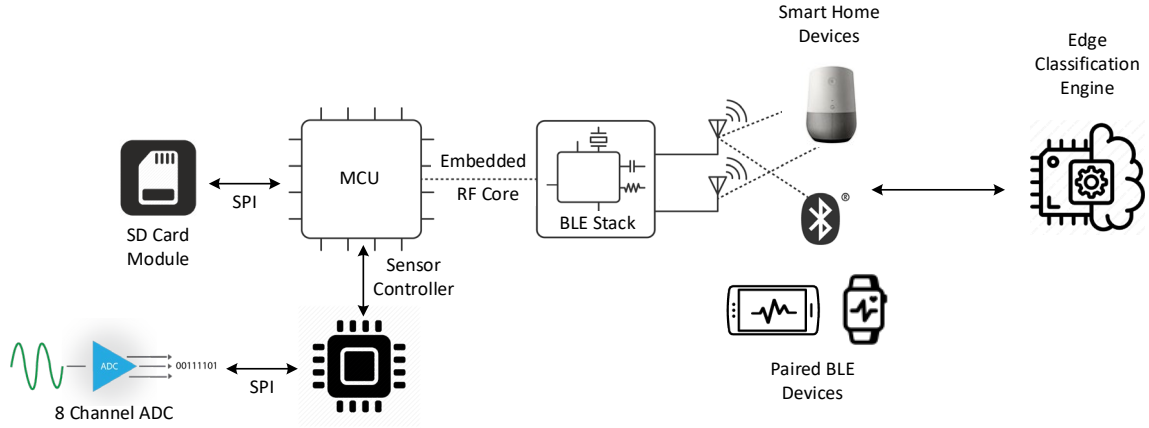 Smart Home
Devices
Edge
Classification
Engine
MCU
Embedded
RF Core
BLE Stack
®
SPI
SD Card
Module
Sensor
Controller
ADC
00111101
SPI
8 Channel ADC
Paired BLE
Devices